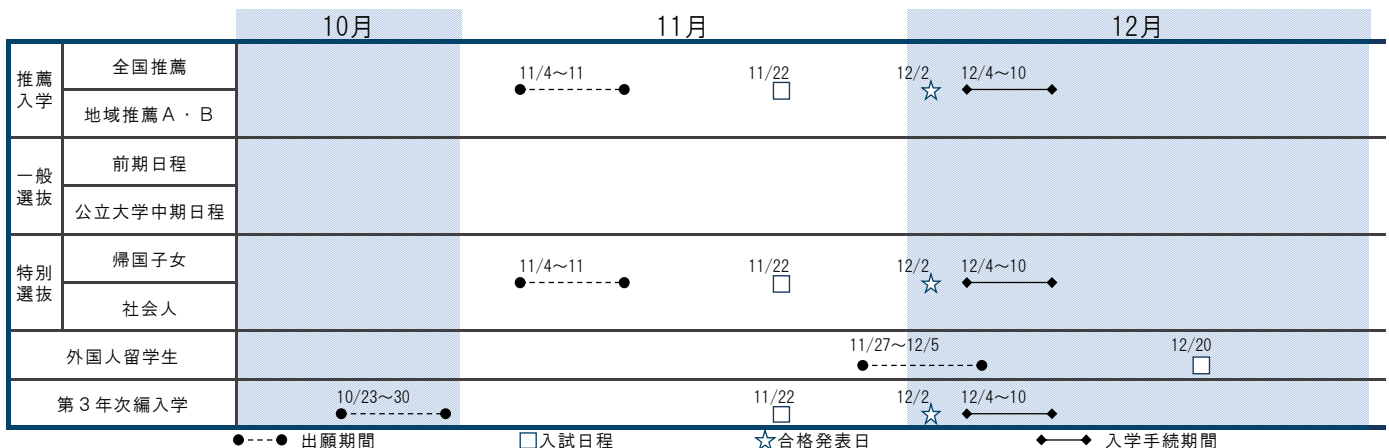 10月 11月 12月
推薦
入学
全国推薦
地域推薦A・B
11/4～11 11/22 12/2 12/4～10
一般
選抜
前期日程
公立大学中期日程
特別
選抜
帰国子女
社会人
11/4～11 11/22 12/2 12/4～10
外国人留学生
11/27～12/5 12/20
第3年次編入学
10/23～30 11/22 12/2 12/4～10
出願期間 入試日程 合格発表日 入学手続期間